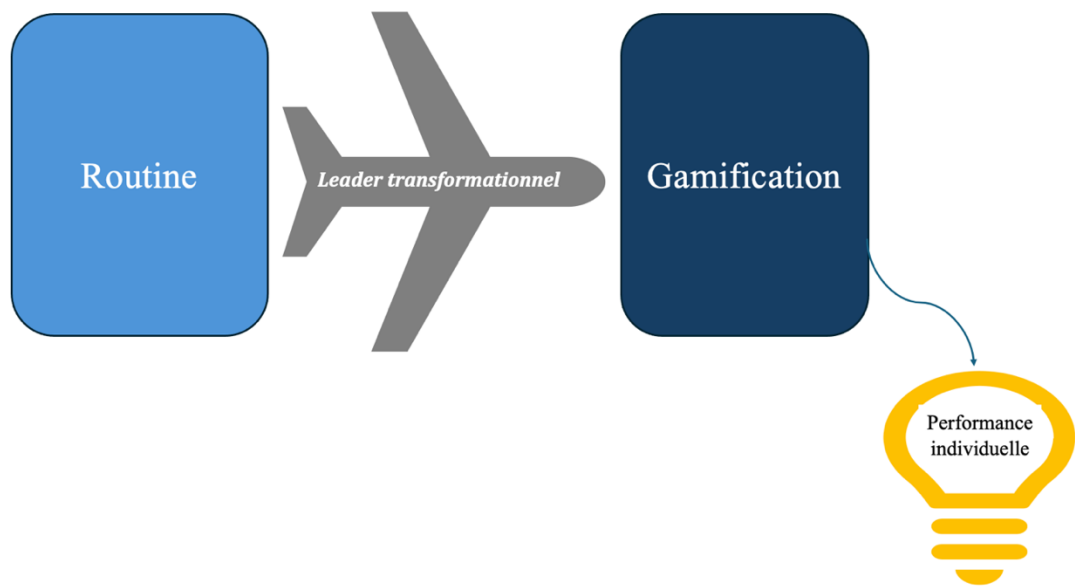 Routine
Leader transformationnel
Gamification
Performance
individuelle